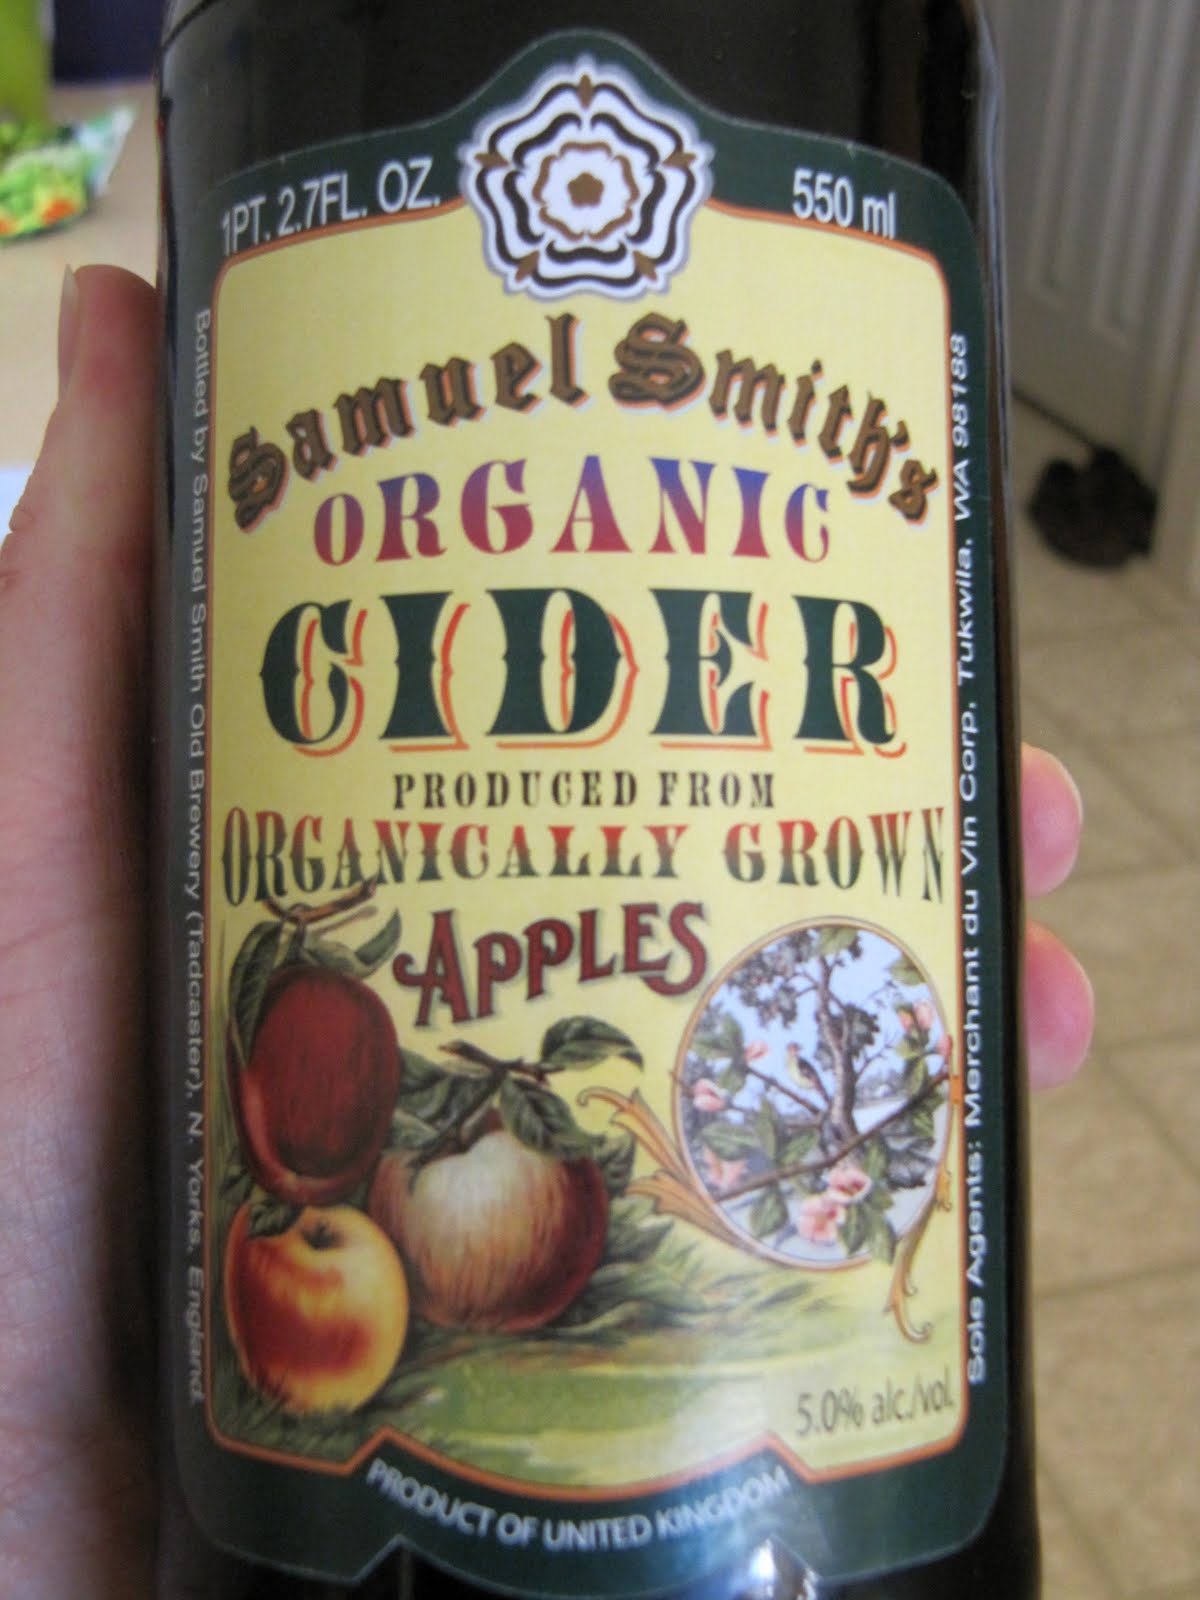 1PT. 2.7FL. OZ.
550 ml
Samuel Smith's
ORGANIC
CIDER
PRODUCED FROM
ORGANICALLY GROWN
APPLES
5.0% alc./vol.
PRODUCT OF UNITED KINGDOM
Bottled by Samuel Smith Old Brewery (Tadcaster), N. Yorks. England.
Sole Agents: Merchant du Vin Corp. Tukwila, WA 98188